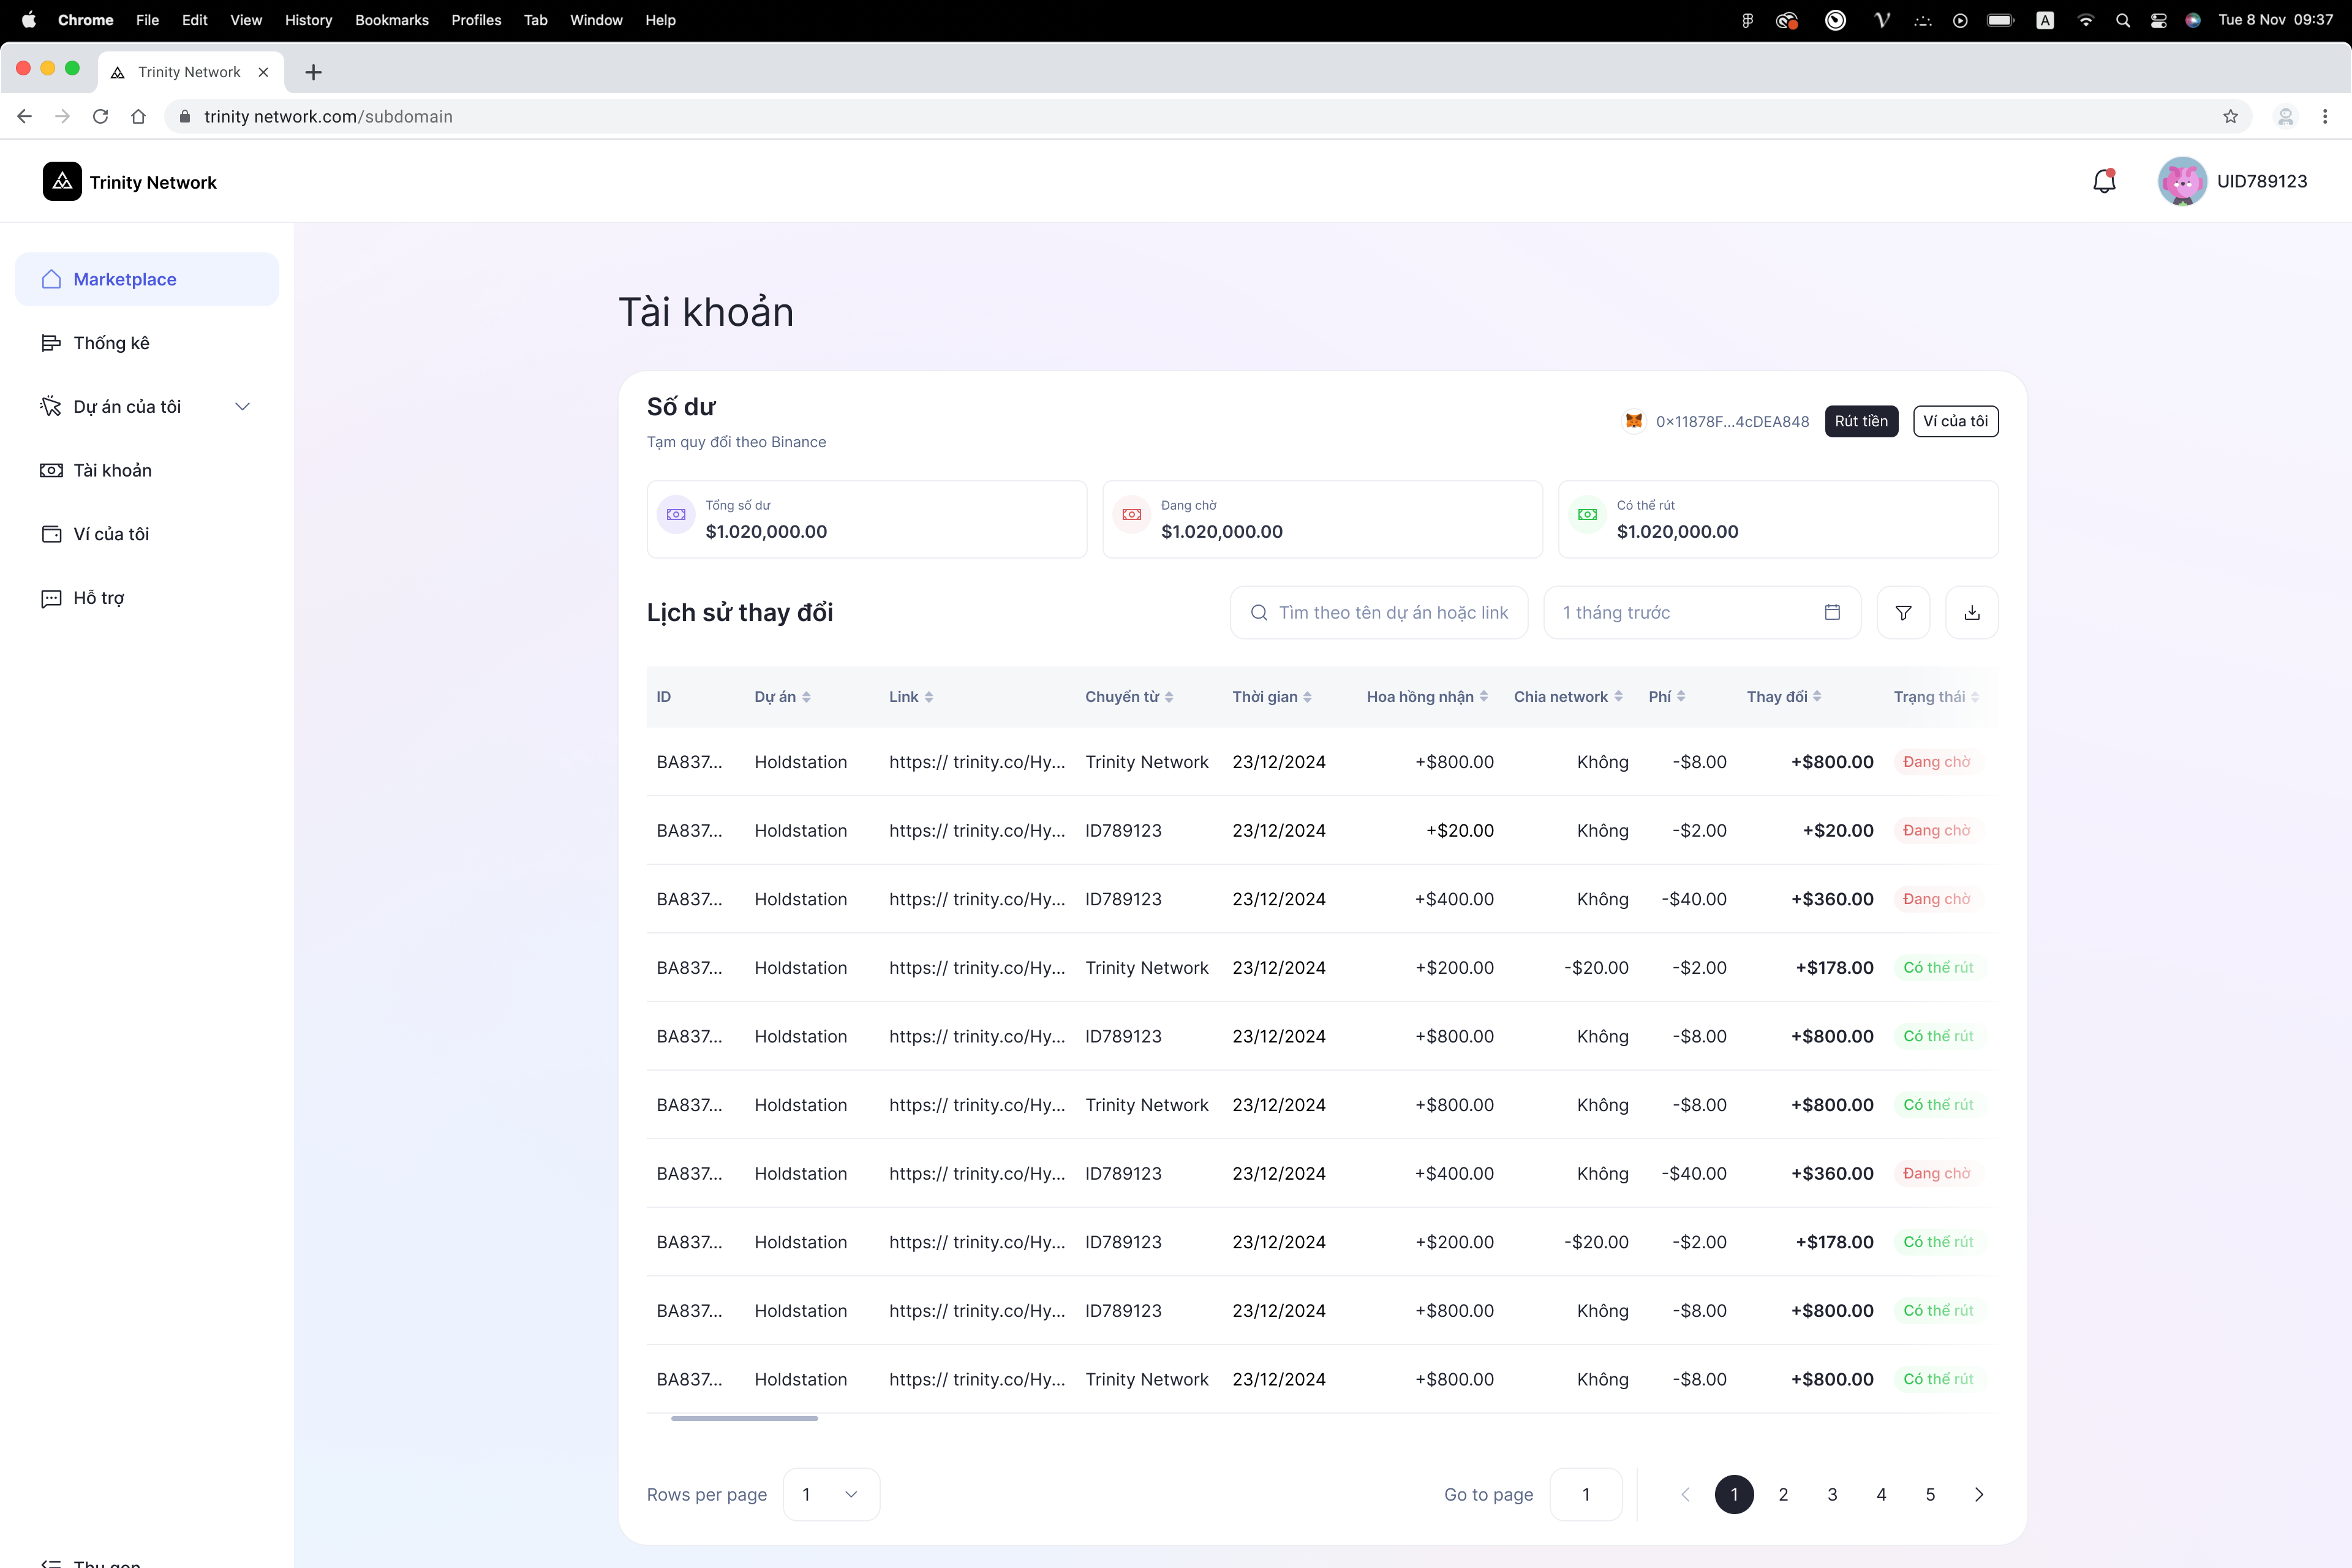 Chrome File Edit View History Bookmarks Profiles Tab Window Help
A
Tue 8 Nov 09:37
Trinity Network
trinity network.com/subdomain
Trinity Network
UID789123
Marketplace
Thống kê
Dự án của tôi
Tài khoản
Ví của tôi
Hỗ trợ
Tài khoản
Số dư
Tạm quy đổi theo Binance
0×11878F...4cDEA848
Rút tiền
Ví của tôi
Tổng số dư
$1.020,000.00
Đang chờ
$1.020,000.00
Có thể rút
$1.020,000.00
Lịch sử thay đổi
Tìm theo tên dự án hoặc link
1 tháng trước
ID Dự án Link Chuyển từ Thời gian Hoa hồng nhận Chia network Phí Thay đổi Trạng thái
BA837... Holdstation https:// trinity.co/Hy... Trinity Network 23/12/2024 +$800.00 Không -$8.00 +$800.00 Đang chờ
BA837... Holdstation https:// trinity.co/Hy... ID789123 23/12/2024 +$20.00 Không -$2.00 +$20.00 Đang chờ
BA837... Holdstation https:// trinity.co/Hy... ID789123 23/12/2024 +$400.00 Không -$40.00 +$360.00 Đang chờ
BA837... Holdstation https:// trinity.co/Hy... Trinity Network 23/12/2024 +$200.00 -$20.00 -$2.00 +$178.00 Có thể rút
BA837... Holdstation https:// trinity.co/Hy... ID789123 23/12/2024 +$800.00 Không -$8.00 +$800.00 Có thể rút
BA837... Holdstation https:// trinity.co/Hy... Trinity Network 23/12/2024 +$800.00 Không -$8.00 +$800.00 Có thể rút
BA837... Holdstation https:// trinity.co/Hy... ID789123 23/12/2024 +$400.00 Không -$40.00 +$360.00 Đang chờ
BA837... Holdstation https:// trinity.co/Hy... ID789123 23/12/2024 +$200.00 -$20.00 -$2.00 +$178.00 Có thể rút
BA837... Holdstation https:// trinity.co/Hy... ID789123 23/12/2024 +$800.00 Không -$8.00 +$800.00 Có thể rút
BA837... Holdstation https:// trinity.co/Hy... Trinity Network 23/12/2024 +$800.00 Không -$8.00 +$800.00 Có thể rút
Rows per page 1
Go to page 1
1 2 3 4 5